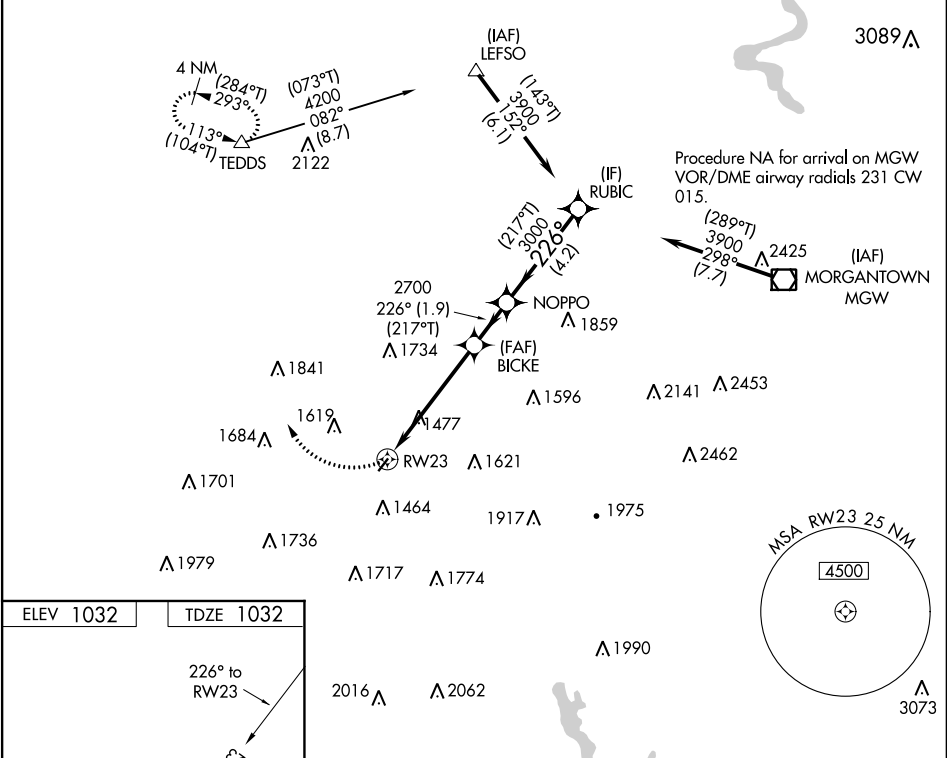 (IAF)
LEFSO
3089
4 NM
(284°T)
293°
113°
(104°T)
TEDDS
(073°T)
4200
082°
(8.7)
2122
(143°T)
3900
152°
(6.1)
(IF)
RUBIC
Procedure NA for arrival on MGW
VOR/DME airway radials 231 CW
015.
(289°T)
3900
298°
(7.7)
2425
(IAF)
MORGANTOWN
MGW
(217°T)
3000
226°
(4.2)
NOPPO
2700
226° (1.9)
(217°T)
1859
1734
(FAF)
BICKE
1841
1596
2141
2453
1619
1477
1684
RW23
1621
2462
1701
1464
1917
1975
1736
1979
1717
1774
MSA RW23 25 NM
4500
ELEV 1032
TDZE 1032
1990
226° to
RW23
2016
2062
3073